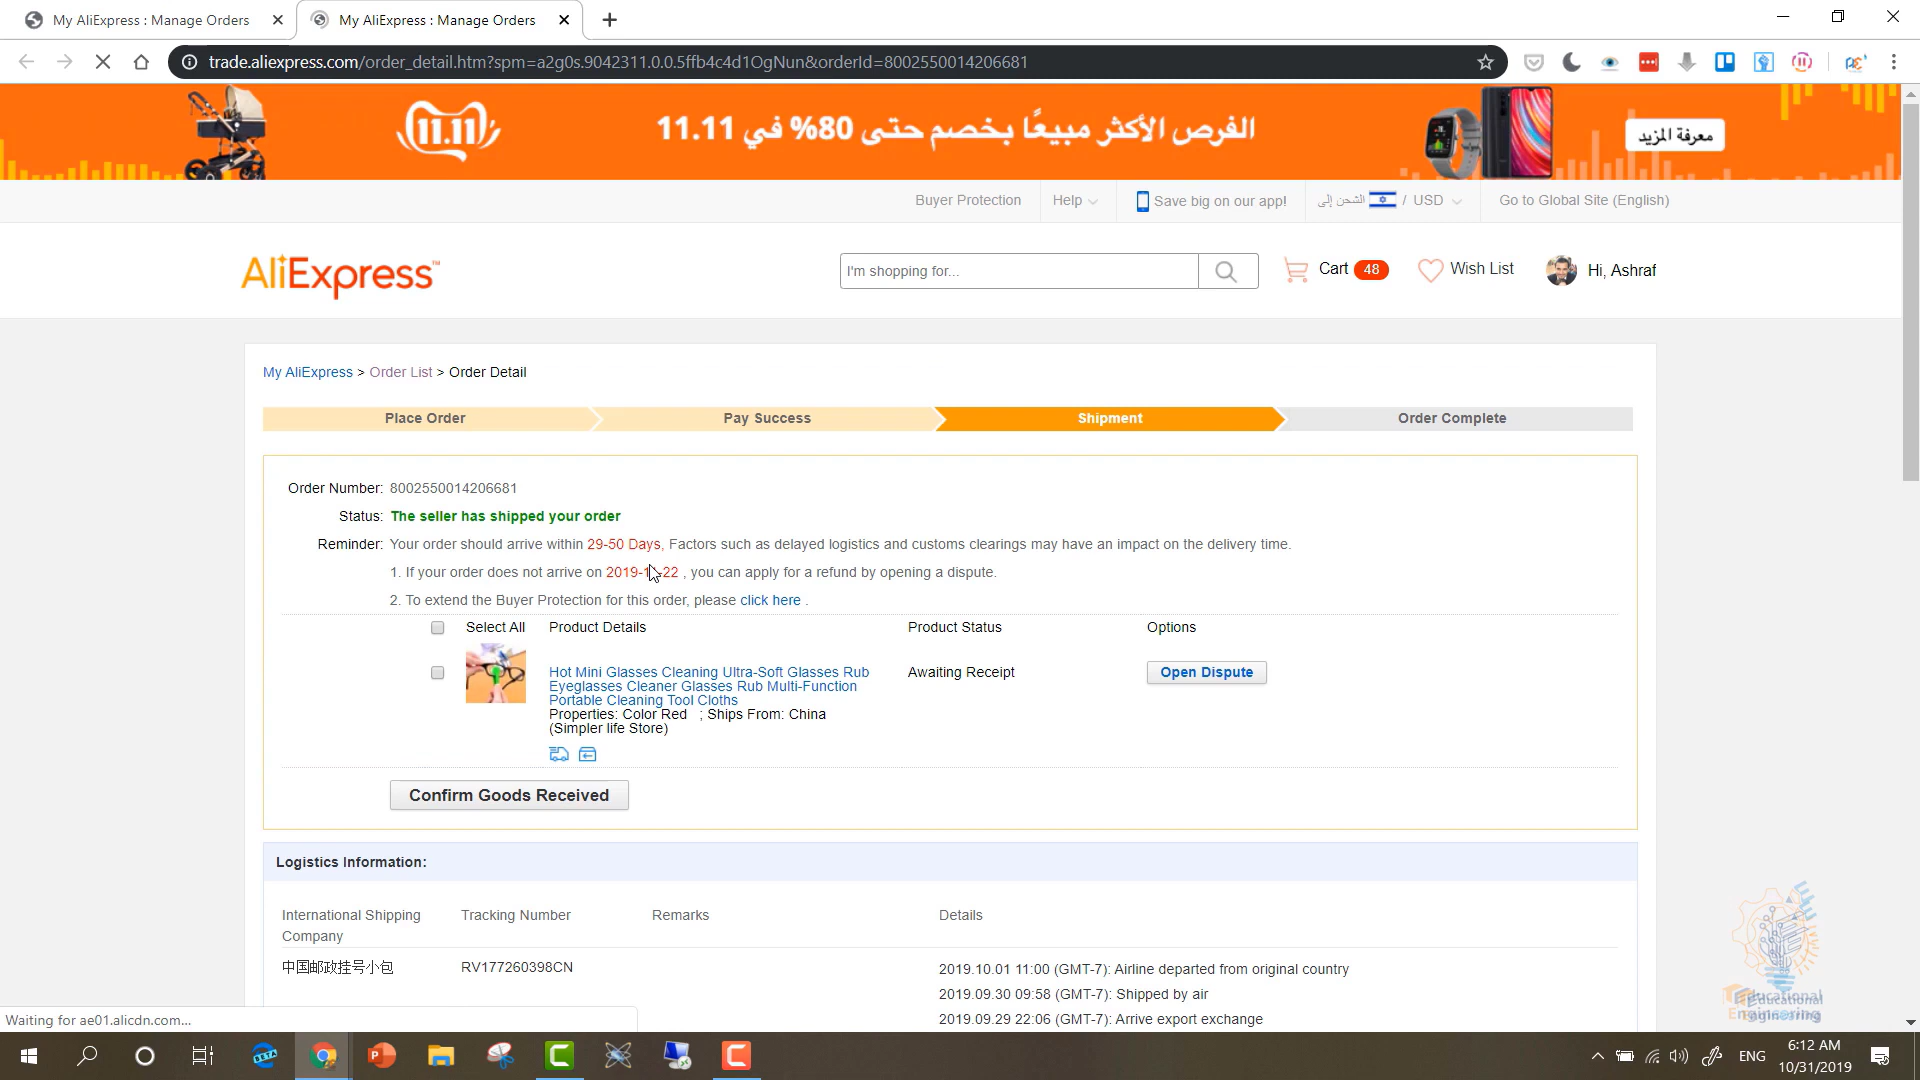 My AliExpress : Manage Orders
My AliExpress : Manage Orders
trade.aliexpress.com/order_detail.htm?spm=a2g0s.9042311.0.0.5ffb4c4d1OgNun&orderId=8002550014206681
11.11
الفرص الأكثر مبيعًا بخصم حتى 80% في 11.11
معرفة المزيد
Buyer Protection
Help
Save big on our app!
الشحن إلى / USD
Go to Global Site (English)
AliExpress™
I'm shopping for...
Cart 48
Wish List
Hi, Ashraf
My AliExpress > Order List > Order Detail
Place Order
Pay Success
Shipment
Order Complete
Order Number: 8002550014206681
Status: The seller has shipped your order
Reminder: Your order should arrive within 29-50 Days, Factors such as delayed logistics and customs clearings may have an impact on the delivery time.
1. If your order does not arrive on , you can apply for a refund by opening a dispute.
2. To extend the Buyer Protection for this order, please click here .
Select All Product Details Product Status Options
Hot Mini Glasses Cleaning Ultra-Soft Glasses Rub
Eyeglasses Cleaner Glasses Rub Multi-Function
Portable Cleaning Tool Cloths
Properties: Color Red ; Ships From: China
(Simpler life Store)
Awaiting Receipt
Open Dispute
Confirm Goods Received
Logistics Information:
International Shipping
Company
Tracking Number
Remarks
Details
中国邮政挂号小包
RV177260398CN
2019.10.01 11:00 (GMT-7): Airline departed from original country
2019.09.30 09:58 (GMT-7): Shipped by air
2019.09.29 22:06 (GMT-7): Arrive export exchange
Educational
Engineering
Waiting for ae01.alicdn.com...
BETA
ENG
6:12 AM
10/31/2019